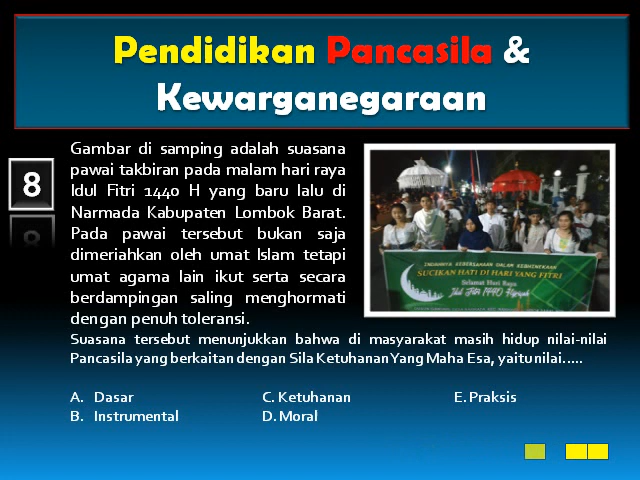 Pendidikan Pancasila &
Kewarganegaraan
8
Gambar di samping adalah suasana
pawai takbiran pada malam hari raya
Idul Fitri 1440 H yang baru lalu di
Narmada Kabupaten Lombok Barat.
Pada pawai tersebut bukan saja
dimeriahkan oleh umat Islam tetapi
umat agama lain ikut serta secara
berdampingan saling menghormati
dengan penuh toleransi.
INDAHNYA KEBERSAMAAN DALAM KEBHINEKAAN
SUCIKAN HATI DI HARI YANG FITRI
Selamat Hari Raya
Idul Fitri 1440 Hijriyah
Suasana tersebut menunjukkan bahwa di masyarakat masih hidup nilai-nilai
Pancasila yang berkaitan dengan Sila Ketuhanan Yang Maha Esa, yaitu nilai.....
A. Dasar C. Ketuhanan E. Praksis
B. Instrumental D. Moral